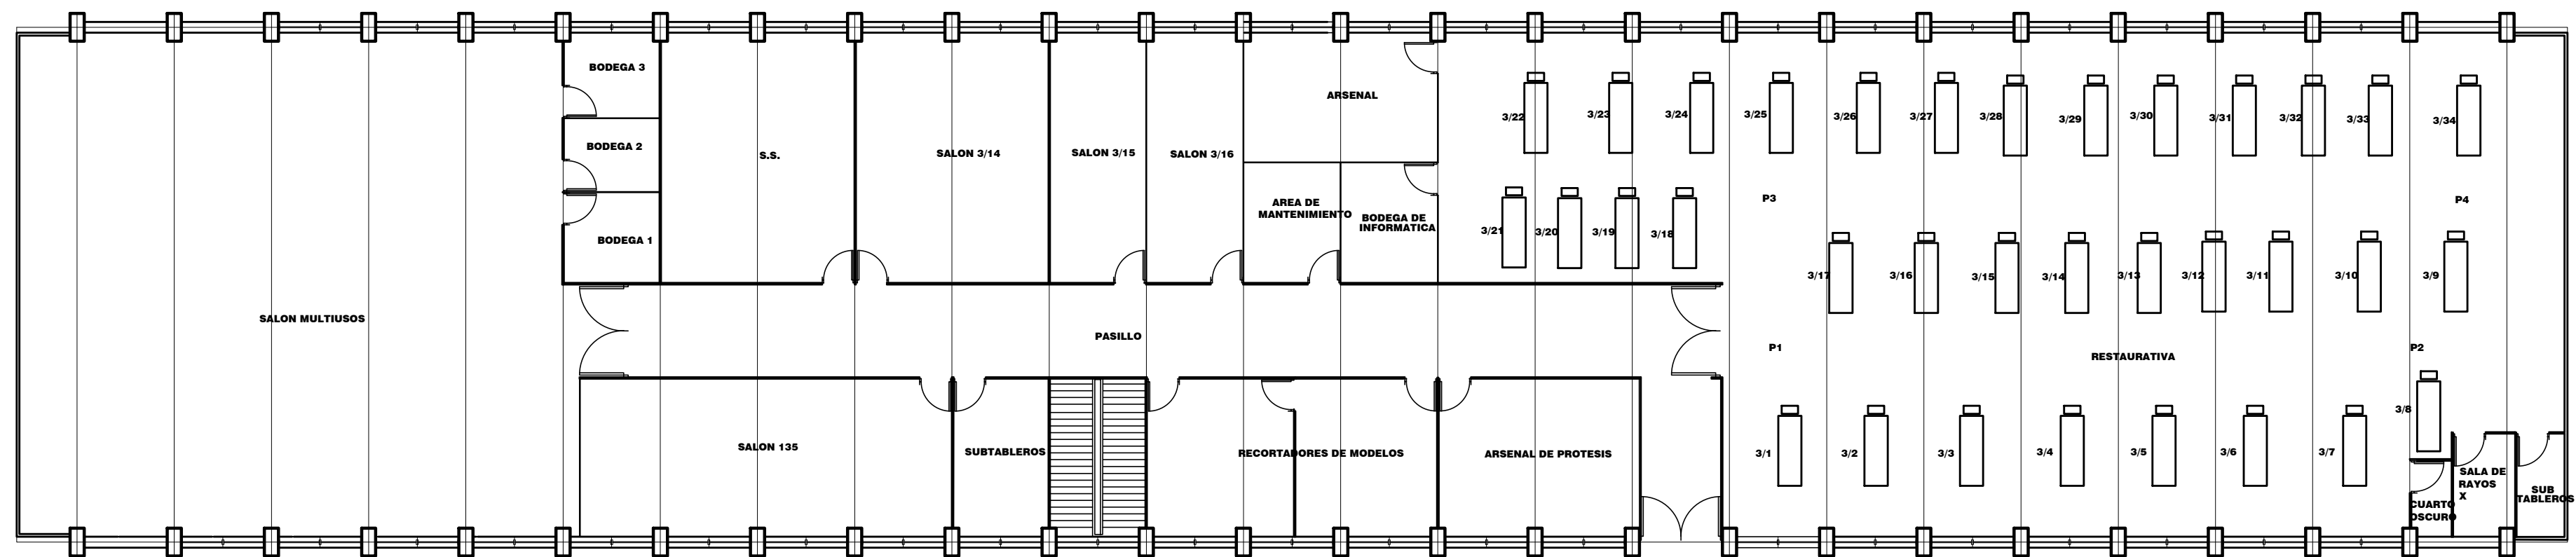 BODEGA 3
ARSENAL
3/22
3/23
3/24
3/25
3/26
3/27
3/28
3/29
3/30
3/31
3/32
3/33
3/34
BODEGA 2
S.S.
SALON 3/14
SALON 3/15
SALON 3/16
AREA DE
MANTENIMIENTO
BODEGA DE
INFORMATICA
P3
P4
BODEGA 1
3/21
3/20
3/19
3/18
3/17
3/16
3/15
3/14
3/13
3/12
3/11
3/10
3/9
SALON MULTIUSOS
PASILLO
P1
RESTAURATIVA
P2
3/8
SALON 135
SUBTABLEROS
RECORTADORES DE MODELOS
ARSENAL DE PROTESIS
3/1
3/2
3/3
3/4
3/5
3/6
3/7
CUARTO
OSCURO
SALA DE
RAYOS
X
SUB
TABLEROS